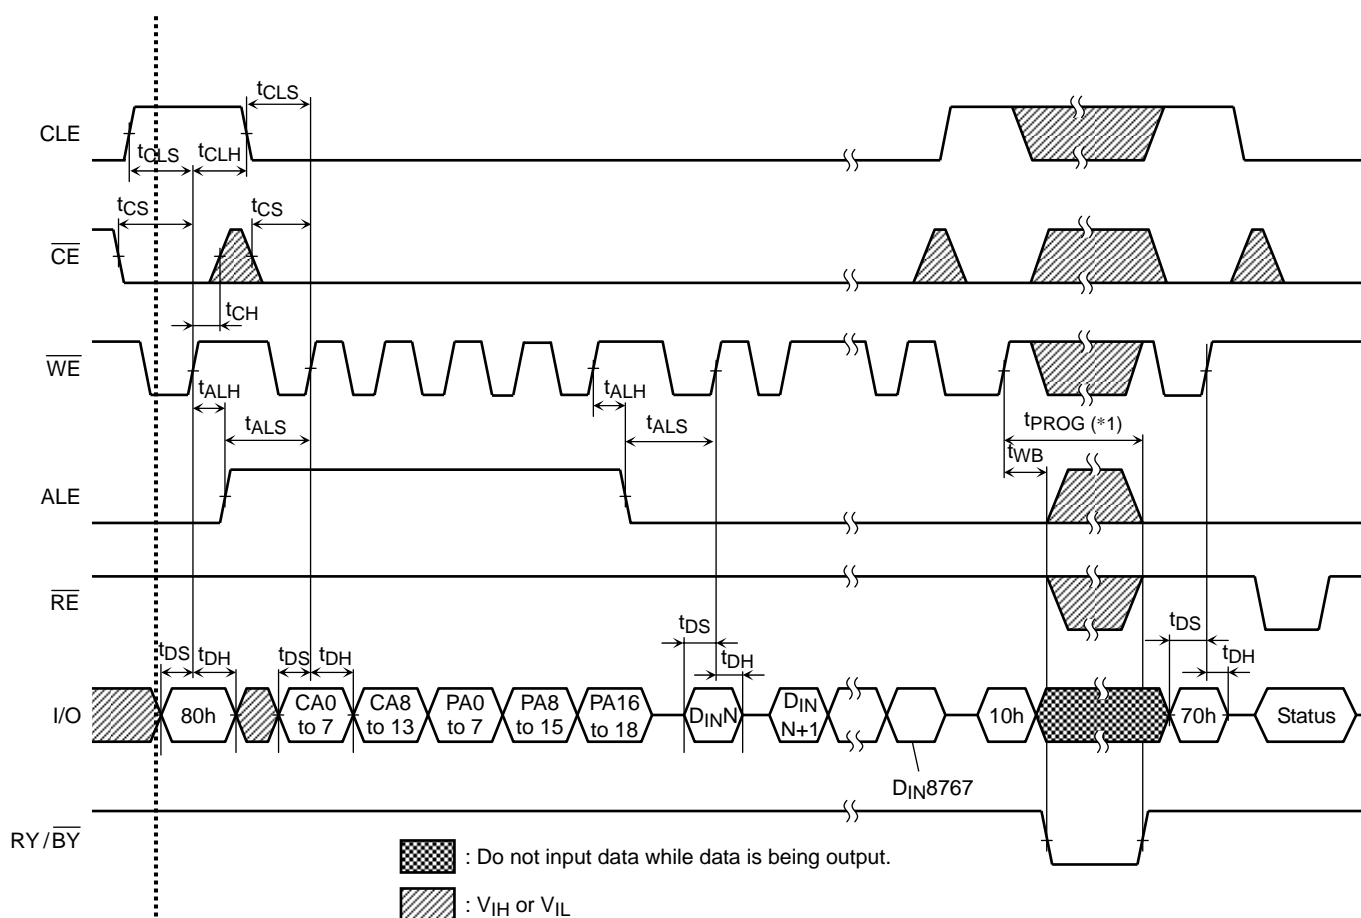 CLE
tCLS
tCLS
tCLH
CE
tCS
tCS
tCH
WE
tALH
tALS
tALH
tALS
tPROG (*1)
tWB
ALE
RE
I/O
tDS
tDH
tDS
tDH
tDS
tDH
tDS
tDH
80h
CA0
to 7
CA8
to 13
PA0
to 7
PA8
to 15
PA16
to 18
DINN
DIN
N+1
DIN8767
10h
70h
Status
RY/BY
: Do not input data while data is being output.
: VIH or VIL